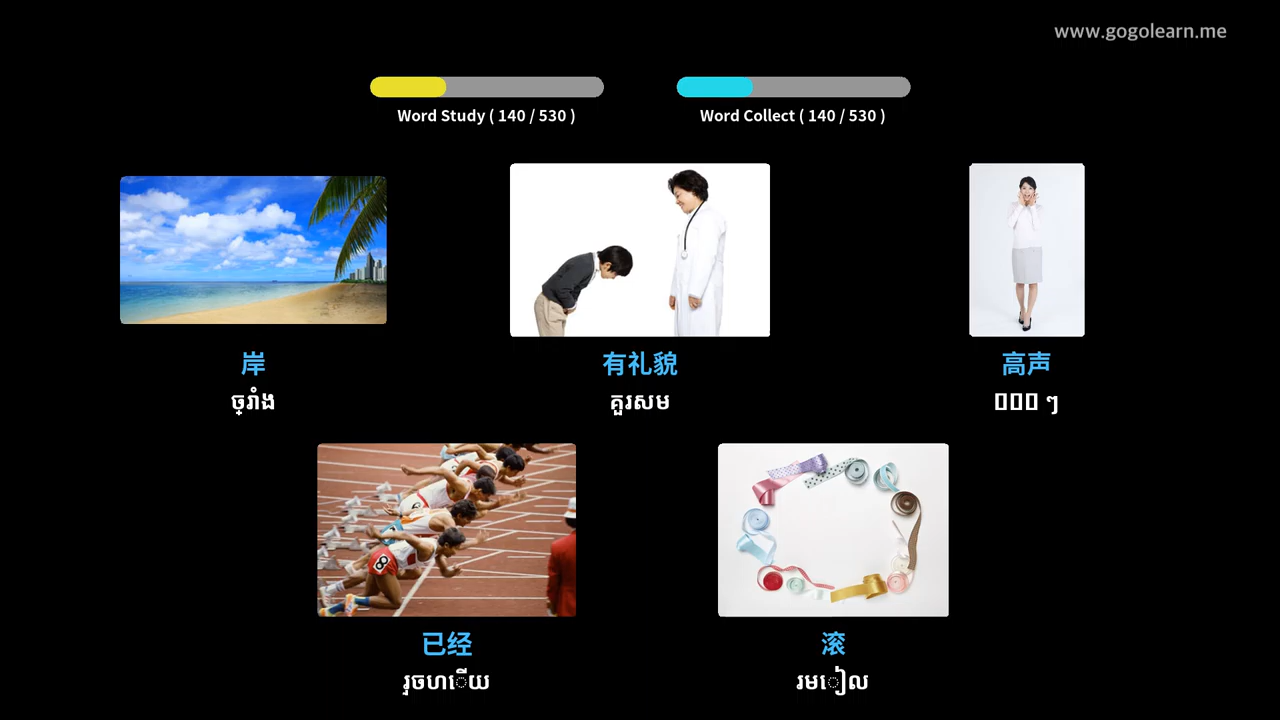 www.gogolearn.me
Word Study ( 140 / 530 )
Word Collect ( 140 / 530 )
岸
有礼貌
高声
ច្រាំង
គួរសម
ៗ
已经
滚
រួចហើយ
រមៀល